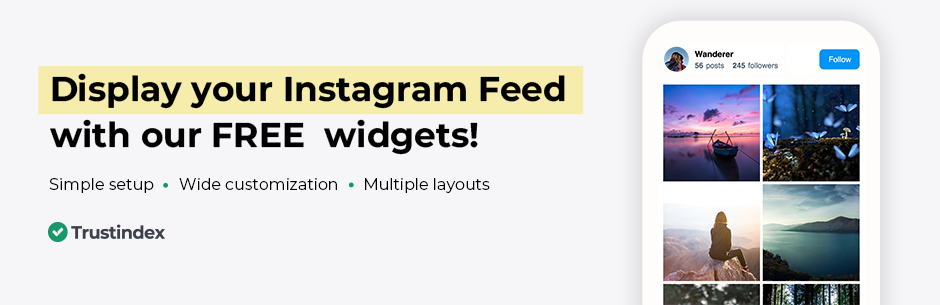 Display your Instagram Feed
with our FREE widgets!
Simple setup • Wide customization • Multiple layouts
Trustindex
Wanderer
56 posts 245 followers
Follow